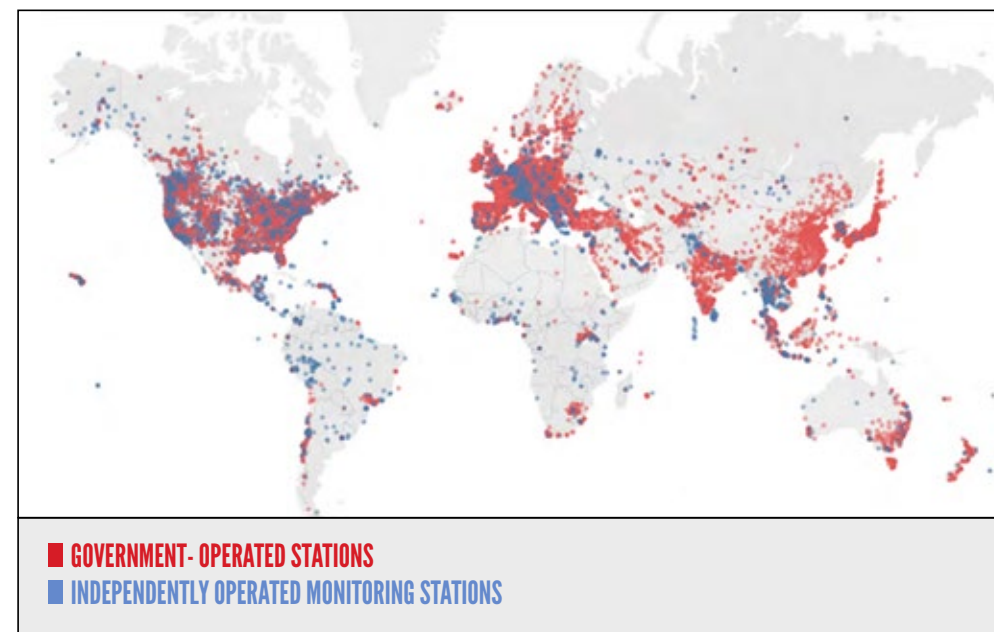 GOVERNMENT- OPERATED STATIONS
INDEPENDENTLY OPERATED MONITORING STATIONS